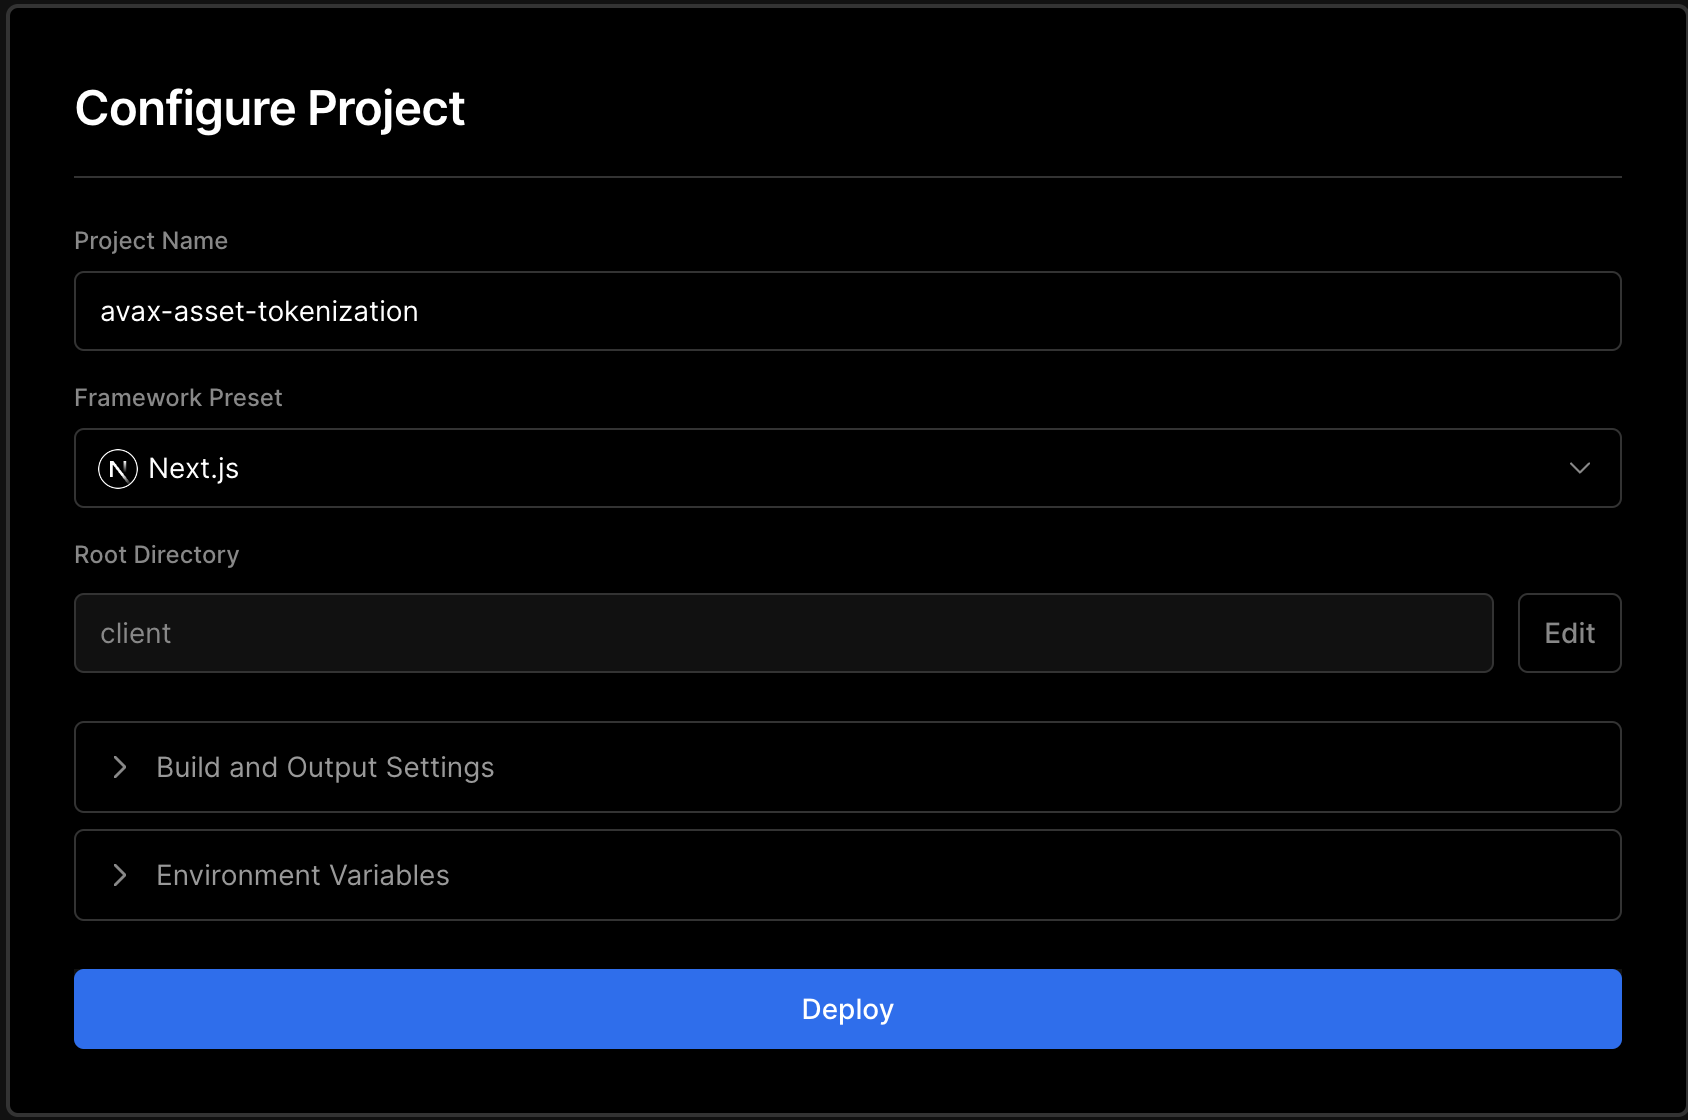 Configure Project
Project Name
avax-asset-tokenization
Framework Preset
N Next.js
Root Directory
client
Edit
Build and Output Settings
Environment Variables
Deploy